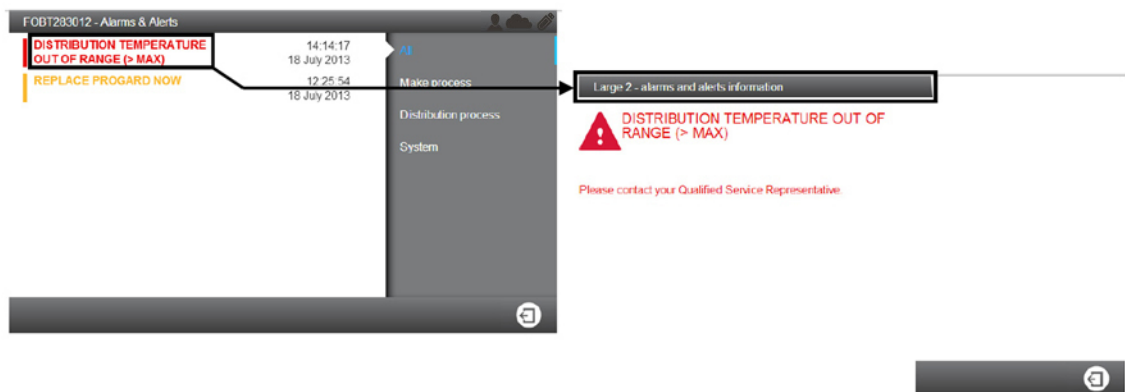 FOBT283012 - Alarms & Alerts
DISTRIBUTION TEMPERATURE
OUT OF RANGE (> MAX)
14:14:17
18 July 2013
REPLACE PROGARD NOW
12:25:54
18 July 2013
All
Make process
Distribution process
System
Large 2 - alarms and alerts information
DISTRIBUTION TEMPERATURE OUT OF
RANGE (> MAX)
Please contact your Qualified Service Representative.